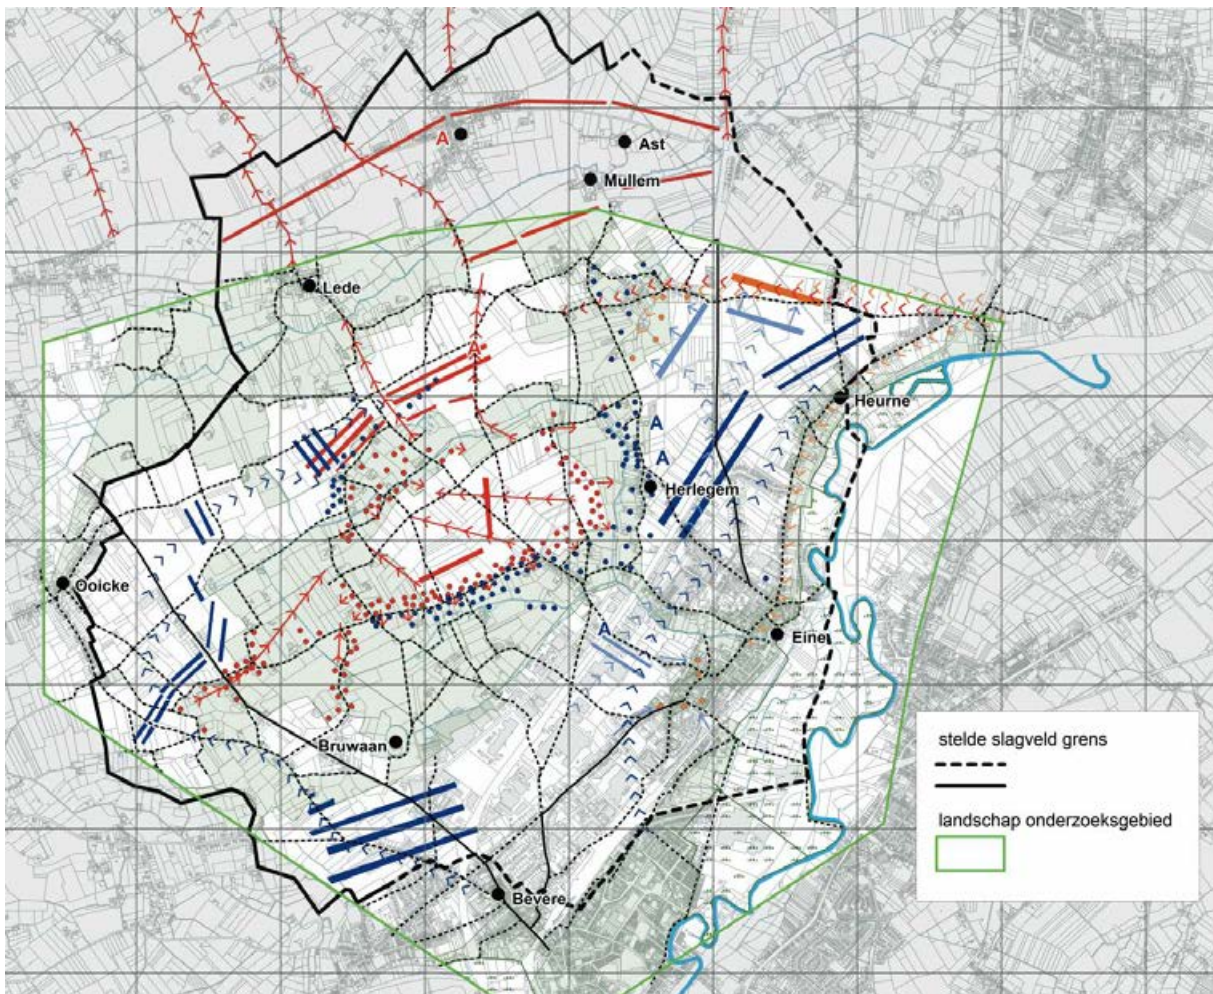 A
Ast
Mullem
Lede
A
Heurne
A
A
Herlegem
Ooicke
A
Eine
Bruwaan
Bevere
stelde slagveld grens
landschap onderzoeksgebied